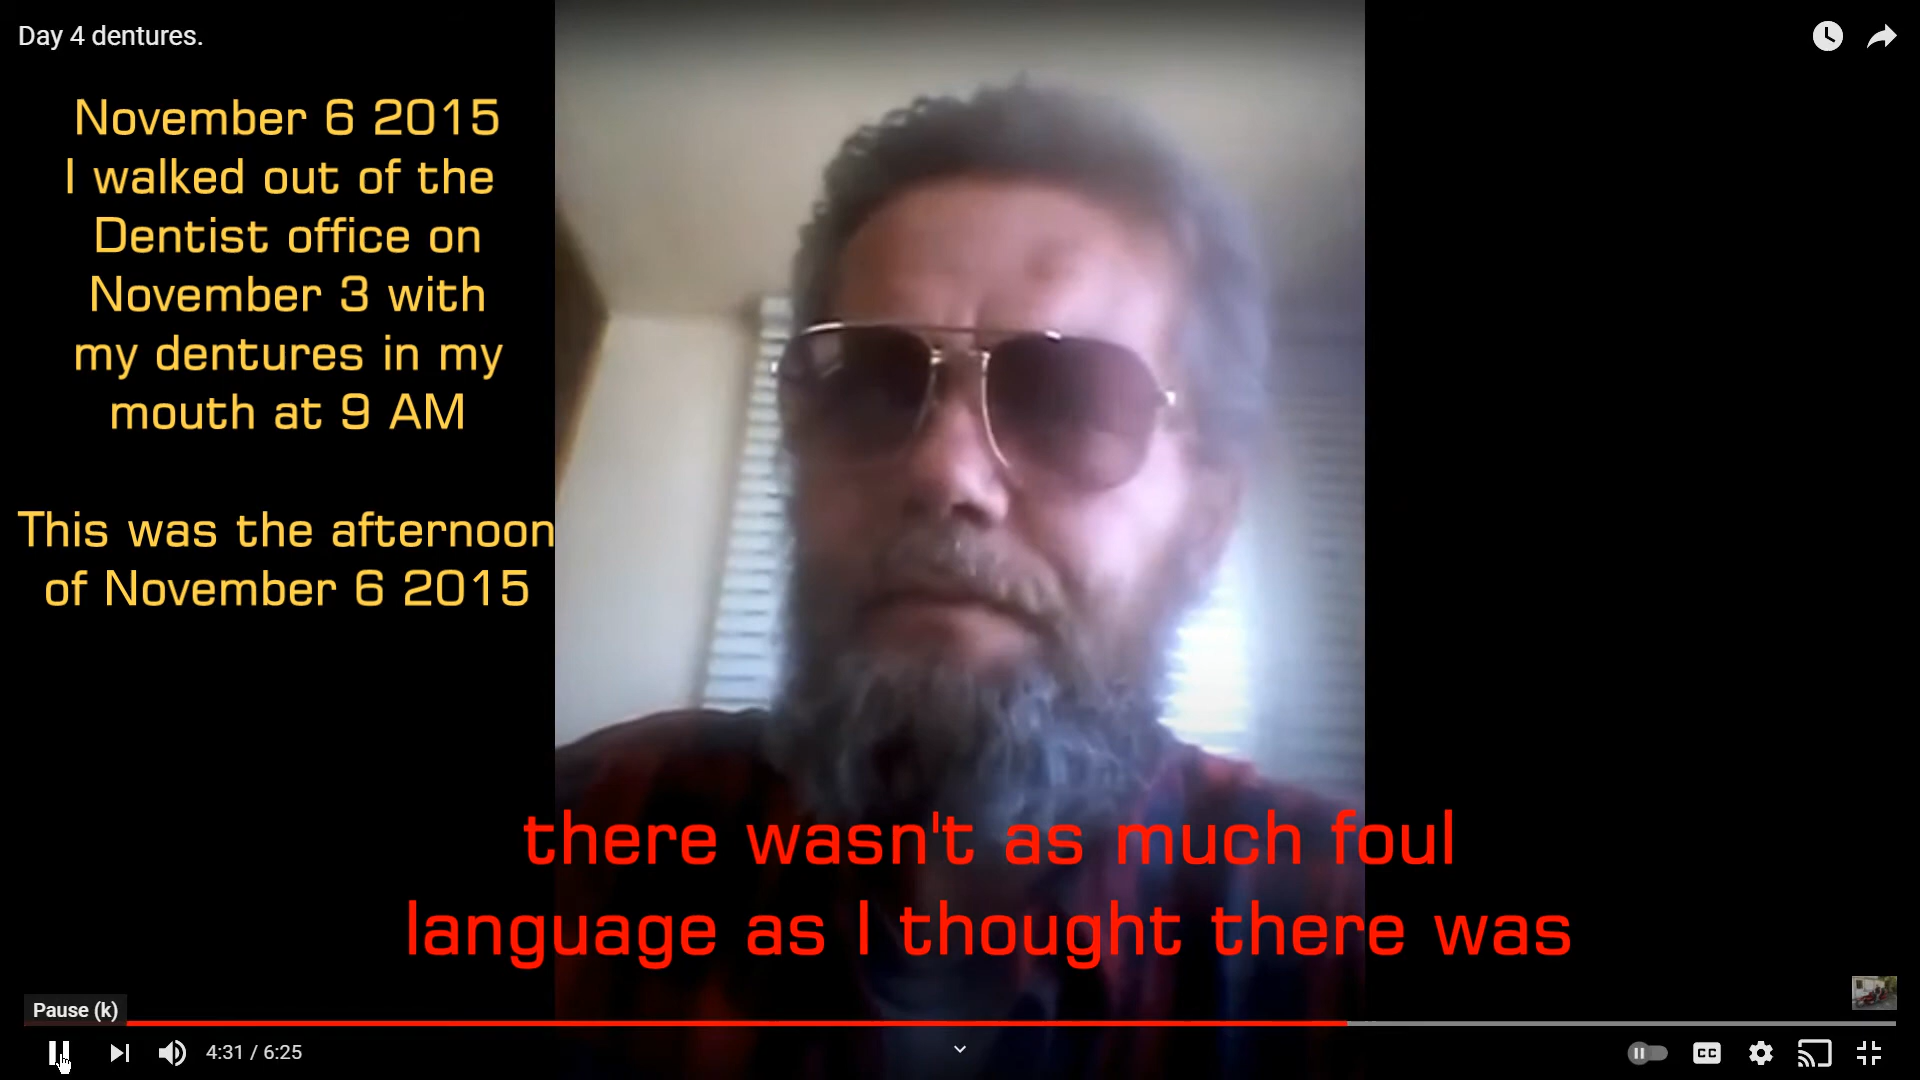 Day 4 dentures.
November 6 2015
I walked out of the
Dentist office on
November 3 with
my dentures in my
mouth at 9 AM
This was the afternoon
of November 6 2015
there wasn't as much foul
language as I thought there was
Pause (k)
4:31 / 6:25
CC